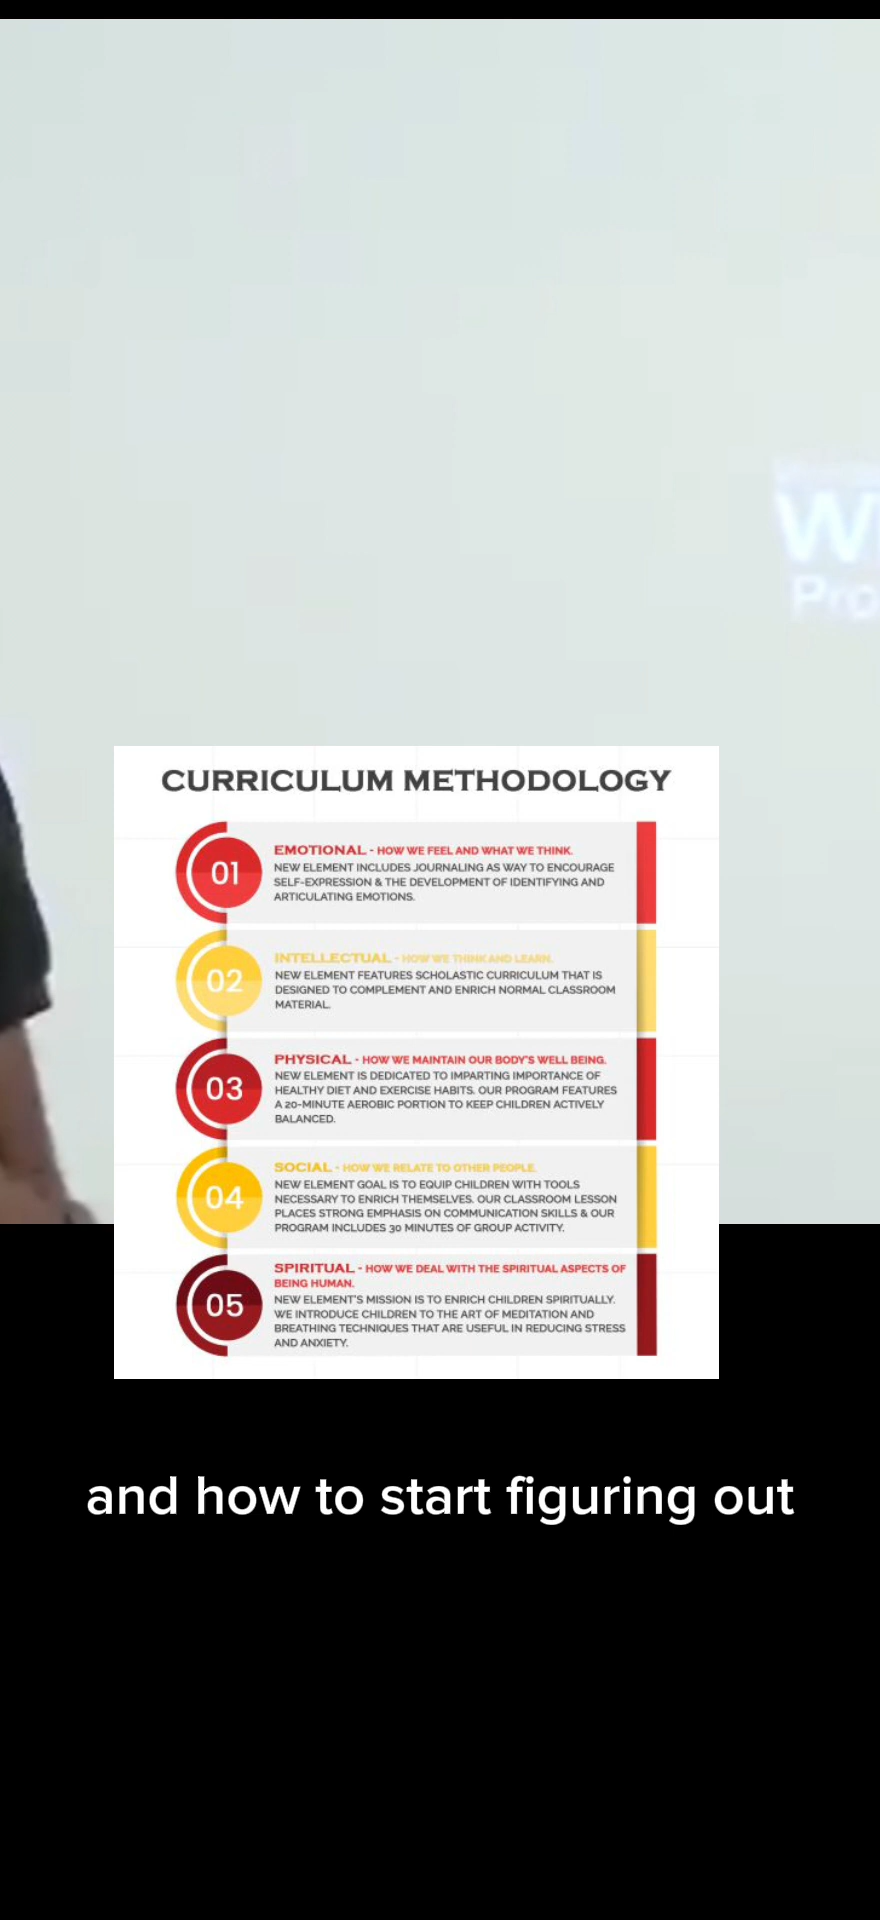 CURRICULUM METHODOLOGY
01
EMOTIONAL - HOW WE FEEL AND WHAT WE THINK.
NEW ELEMENT INCLUDES JOURNALING AS WAY TO ENCOURAGE
SELF-EXPRESSION & THE DEVELOPMENT OF IDENTIFYING AND
ARTICULATING EMOTIONS.
02
INTELLECTUAL - HOW WE THINK AND LEARN.
NEW ELEMENT FEATURES SCHOLASTIC CURRICULUM THAT IS
DESIGNED TO COMPLEMENT AND ENRICH NORMAL CLASSROOM
MATERIAL.
03
PHYSICAL - HOW WE MAINTAIN OUR BODY'S WELL BEING.
NEW ELEMENT IS DEDICATED TO IMPARTING IMPORTANCE OF
HEALTHY DIET AND EXERCISE HABITS. OUR PROGRAM FEATURES
A 20-MINUTE AEROBIC PORTION TO KEEP CHILDREN ACTIVELY
BALANCED.
04
SOCIAL - HOW WE RELATE TO OTHER PEOPLE.
NEW ELEMENT GOAL IS TO EQUIP CHILDREN WITH TOOLS
NECESSARY TO ENRICH THEMSELVES. OUR CLASSROOM LESSON
PLACES STRONG EMPHASIS ON COMMUNICATION SKILLS & OUR
PROGRAM INCLUDES 30 MINUTES OF GROUP ACTIVITY.
05
SPIRITUAL - HOW WE DEAL WITH THE SPIRITUAL ASPECTS OF
BEING HUMAN.
NEW ELEMENT'S MISSION IS TO ENRICH CHILDREN SPIRITUALLY.
WE INTRODUCE CHILDREN TO THE ART OF MEDITATION AND
BREATHING TECHNIQUES THAT ARE USEFUL IN REDUCING STRESS
AND ANXIETY.
and how to start figuring out